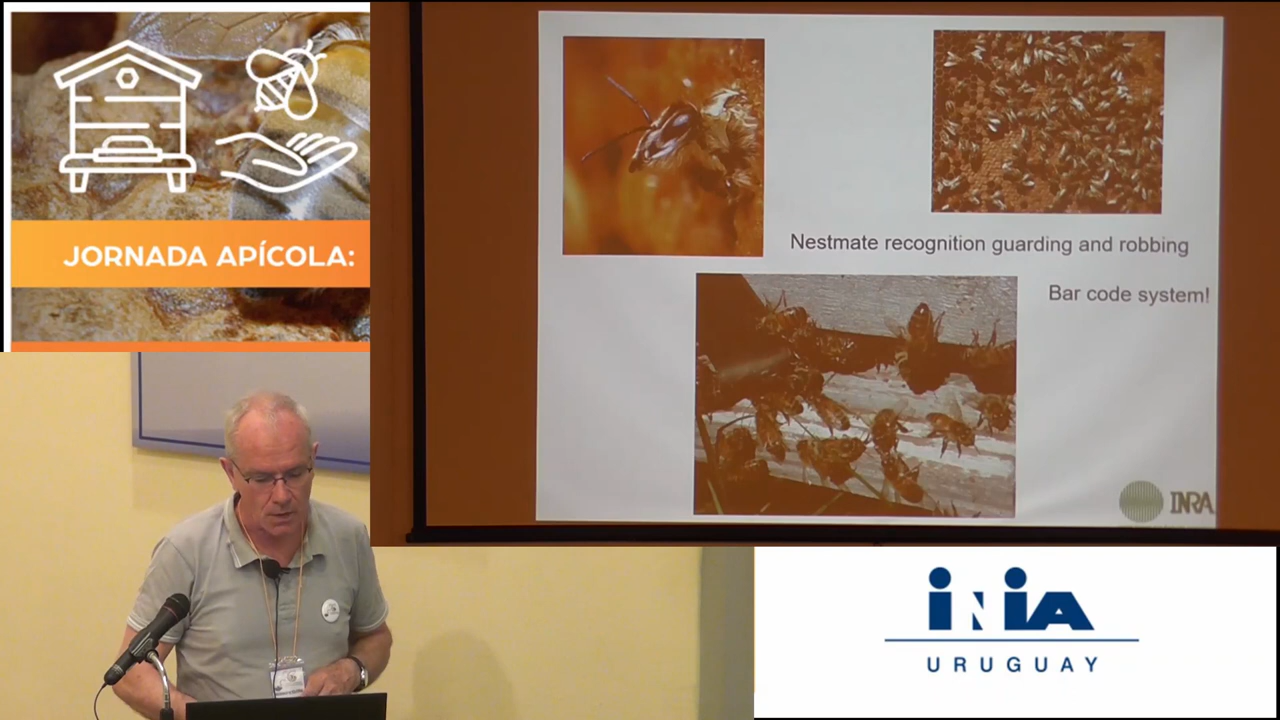 JORNADA APÍCOLA:
Nestmate recognition guarding and robbing
Bar code system!
INRA
INIA
URUGUAY